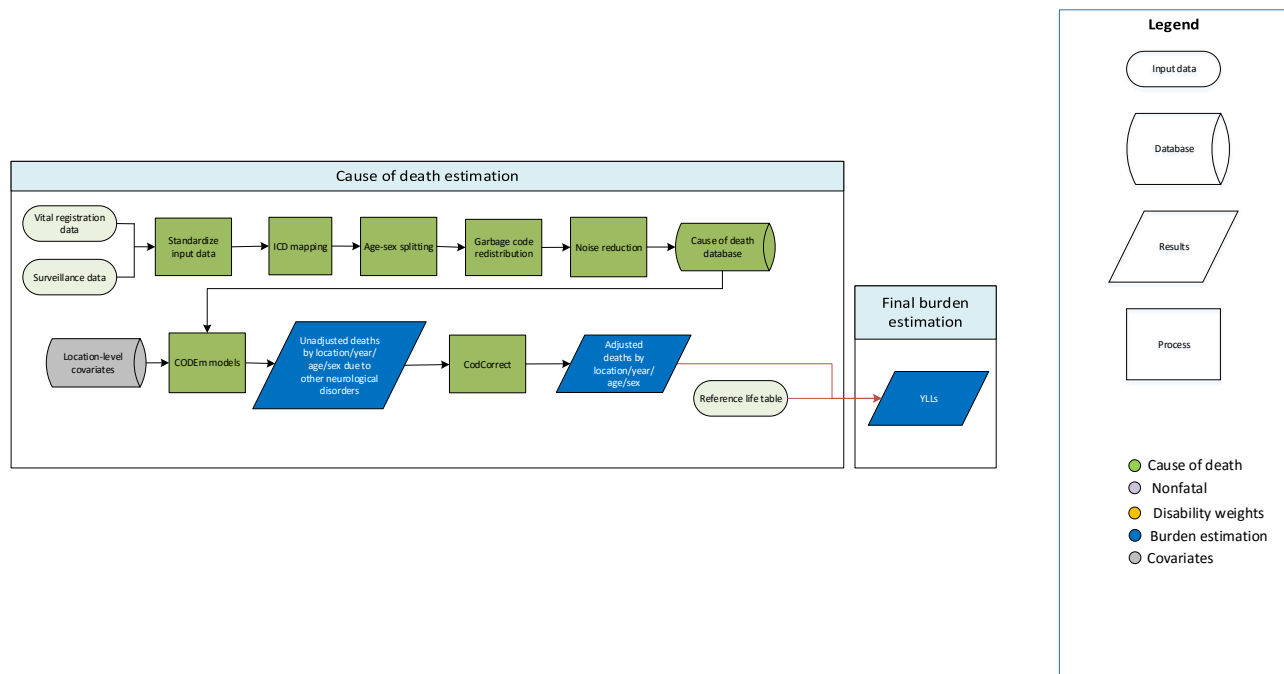 Legend
Input data
Database
Results
Process
Cause of death
Nonfatal
Disability weights
Burden estimation
Covariates
Cause of death estimation
Vital registration
data
Surveillance data
Standardize
input data
ICD mapping
Age-sex splitting
Garbage code
redistribution
Noise reduction
Cause of death
database
Location-level
covariates
CODEm models
Unadjusted deaths
by location/year/
age/sex due to
other neurological
disorders
CodCorrect
Adjusted
deaths by
location/year/
age/sex
Reference life table
Final burden
estimation
YLLs